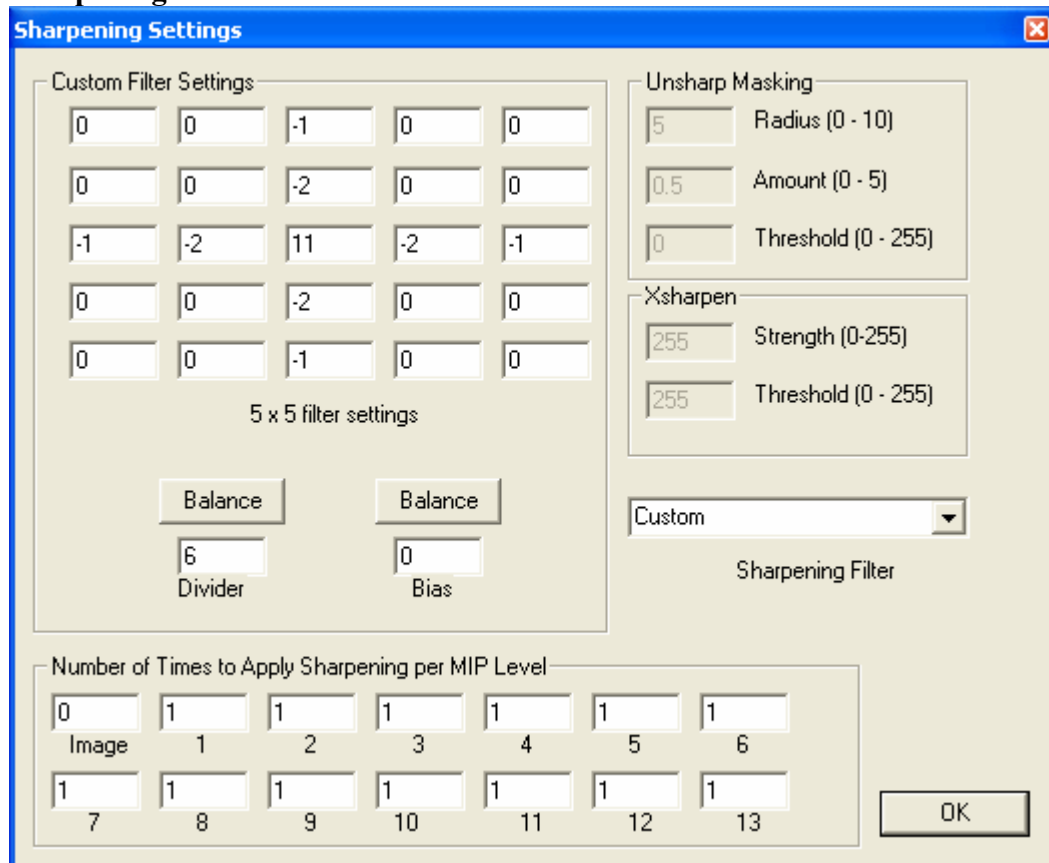 Sharpening Settings
Custom Filter Settings
0 0 -1 0 0
0 0 -2 0 0
-1 -2 11 -2 -1
0 0 -2 0 0
0 0 -1 0 0
5 x 5 filter settings
Balance Balance
6 0
Divider Bias
Unsharp Masking
5 Radius (0 - 10)
0.5 Amount (0 - 5)
0 Threshold (0 - 255)
Xsharpen
255 Strength (0-255)
255 Threshold (0 - 255)
Custom
Sharpening Filter
Number of Times to Apply Sharpening per MIP Level
0 1 1 1 1 1 1
Image 1 2 3 4 5 6
1 1 1 1 1 1 1
7 8 9 10 11 12 13
OK